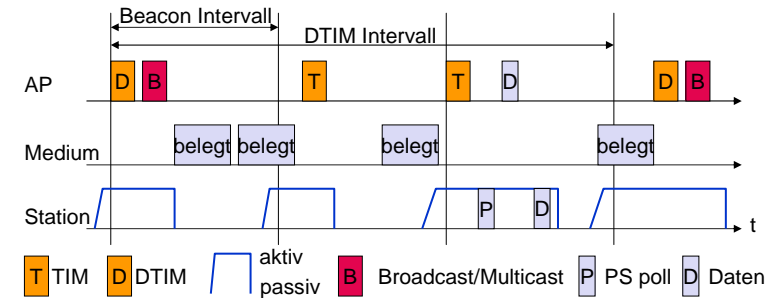 Beacon Intervall
DTIM Intervall
AP D B T T D D B
Medium belegt belegt belegt belegt
Station P D t
T TIM D DTIM aktiv passiv B Broadcast/Multicast P PS poll D Daten